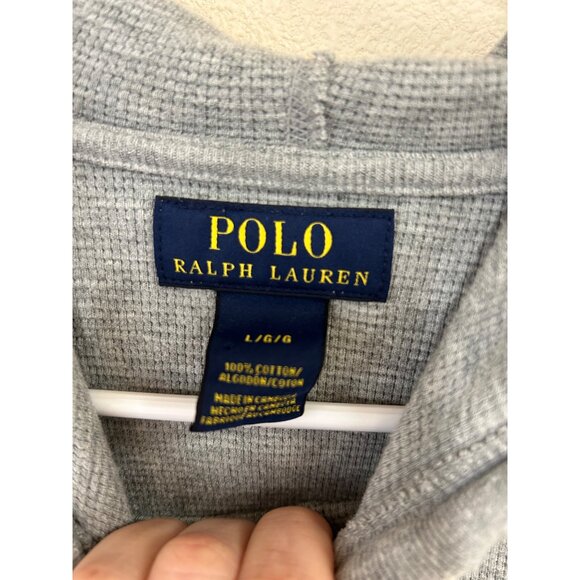 POLO
RALPH LAUREN
L/G/G
100% COTTON/
ALGODÓN/COTON
MADE IN CAMBODIA
HECHO EN CAMBOYA
FABRIQUÉ AU CAMBODGE